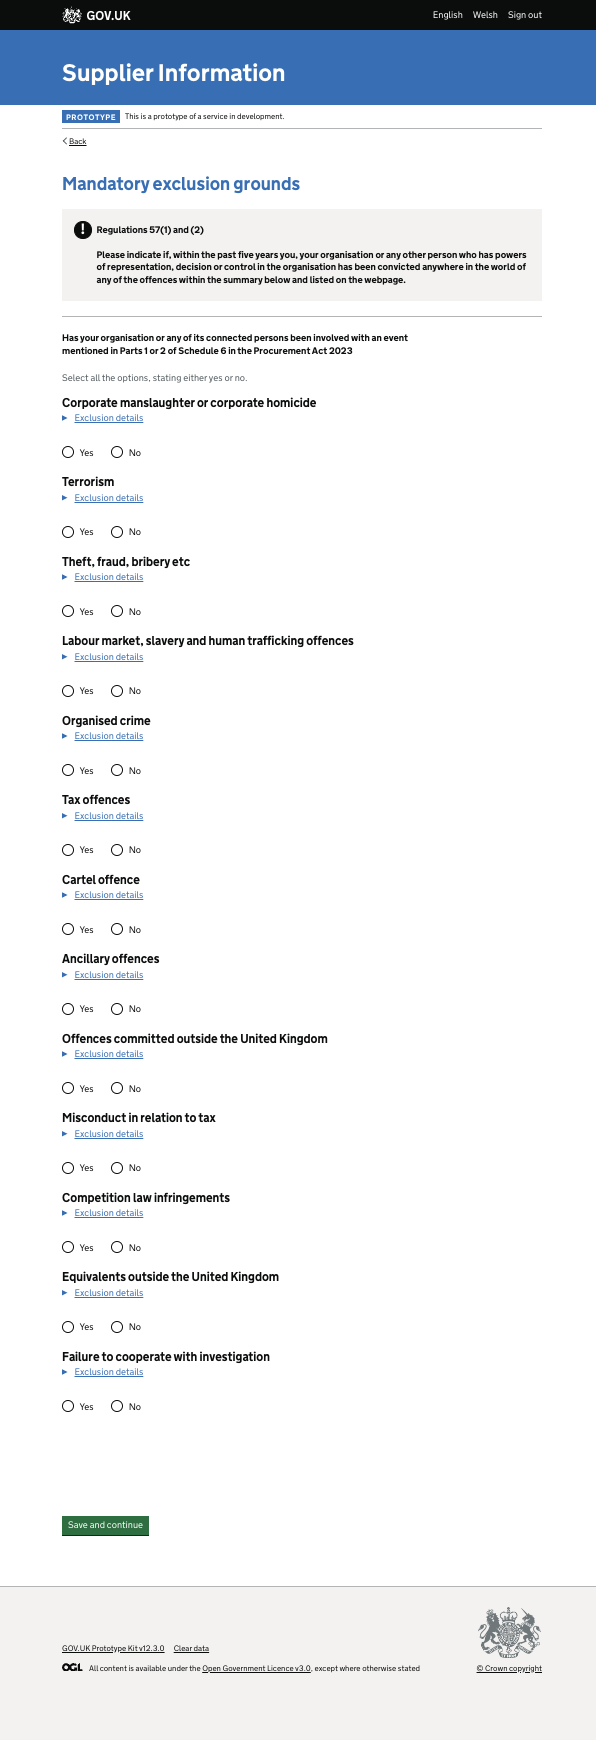 GOV.UK
English Welsh Sign out
Supplier Information
PROTOTYPE This is a prototype of a service in development.
Back
Mandatory exclusion grounds
! Regulations 57(1) and (2)
Please indicate if, within the past five years you, your organisation or any other person who has powers
of representation, decision or control in the organisation has been convicted anywhere in the world of
any of the offences within the summary below and listed on the webpage.
Has your organisation or any of its connected persons been involved with an event
mentioned in Parts 1 or 2 of Schedule 6 in the Procurement Act 2023
Select all the options, stating either yes or no.
Corporate manslaughter or corporate homicide
Exclusion details
Yes No
Terrorism
Exclusion details
Yes No
Theft, fraud, bribery etc
Exclusion details
Yes No
Labour market, slavery and human trafficking offences
Exclusion details
Yes No
Organised crime
Exclusion details
Yes No
Tax offences
Exclusion details
Yes No
Cartel offence
Exclusion details
Yes No
Ancillary offences
Exclusion details
Yes No
Offences committed outside the United Kingdom
Exclusion details
Yes No
Misconduct in relation to tax
Exclusion details
Yes No
Competition law infringements
Exclusion details
Yes No
Equivalents outside the United Kingdom
Exclusion details
Yes No
Failure to cooperate with investigation
Exclusion details
Yes No
Save and continue
GOV.UK Prototype Kit v12.3.0 Clear data
OGL All content is available under the Open Government Licence v3.0, except where otherwise stated
© Crown copyright